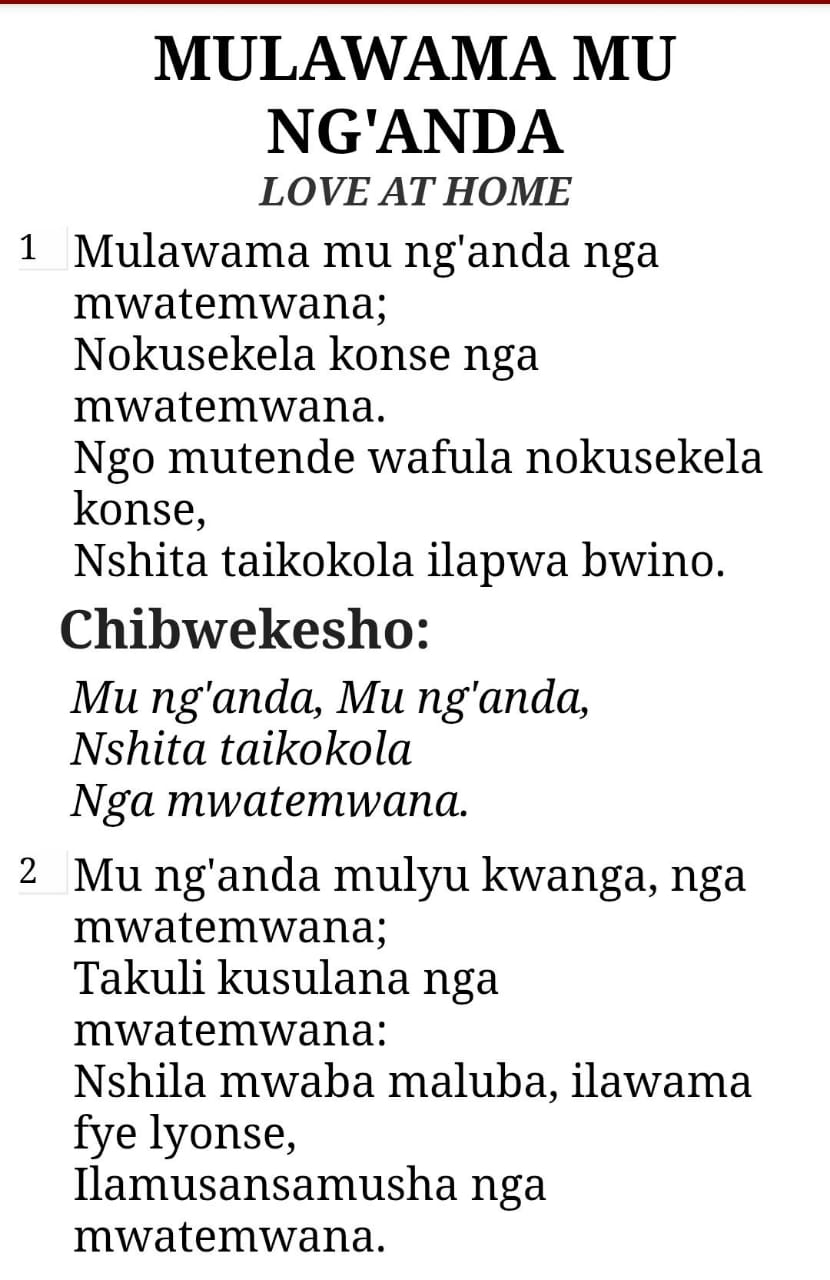 MULAWAMA MU
NG'ANDA
LOVE AT HOME
1 Mulawama mu ng'anda nga
mwatemwana;
Nokusekela konse nga
mwatemwana.
Ngo mutende wafula nokusekela
konse,
Nshita taikokola ilapwa bwino.
Chibwekesho:
Mu ng'anda, Mu ng'anda,
Nshita taikokola
Nga mwatemwana.
2 Mu ng'anda mulyu kwanga, nga
mwatemwana;
Takuli kusulana nga
mwatemwana:
Nshila mwaba maluba, ilawama
fye lyonse,
Ilamusansamusha nga
mwatemwana.